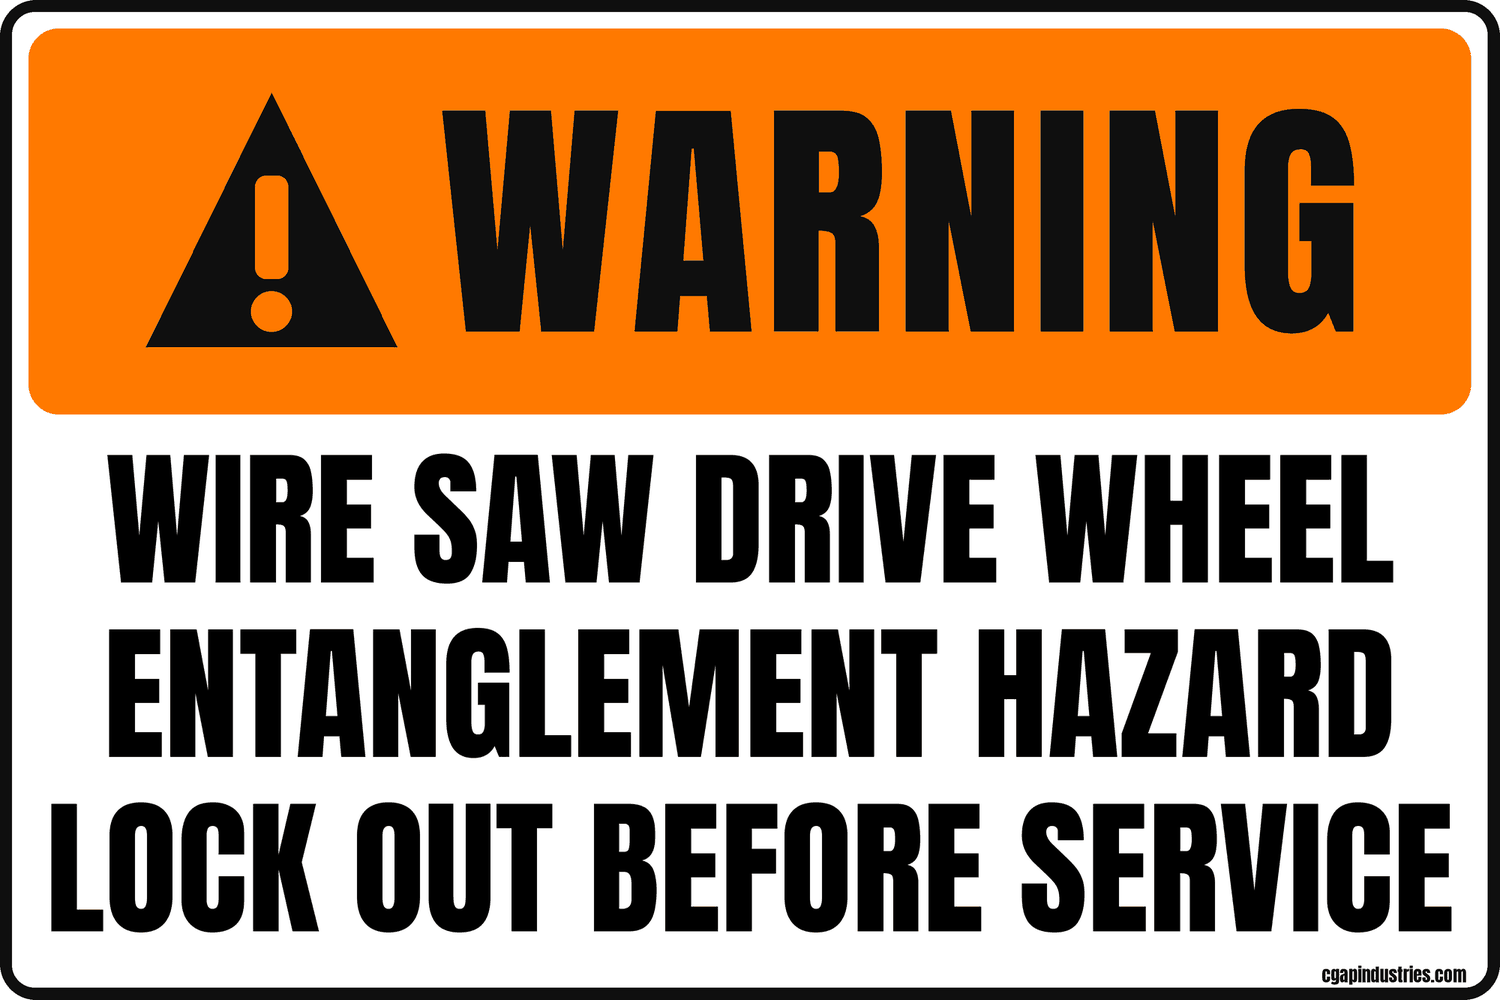 WARNING
WIRE SAW DRIVE WHEEL
ENTANGLEMENT HAZARD
LOCK OUT BEFORE SERVICE
cgapindustries.com